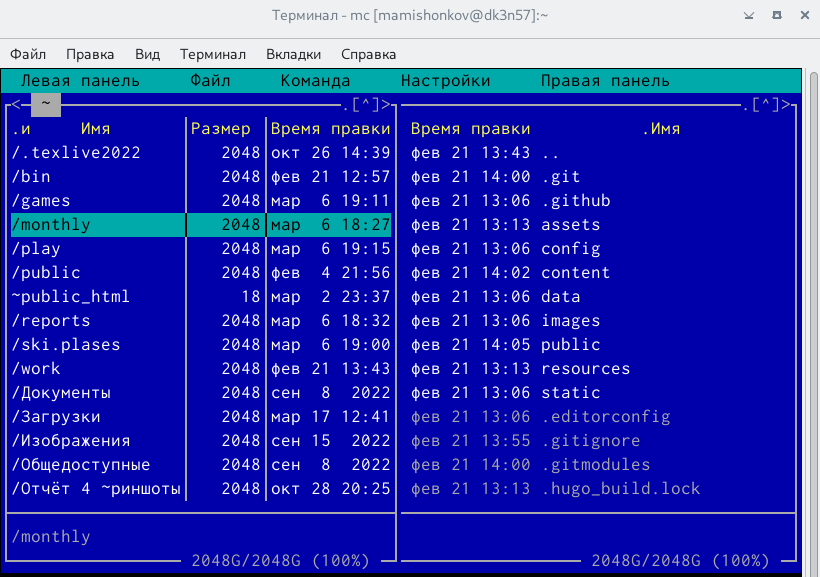 Терминал - mc [mamishonkov@dk3n57]:~
Файл Правка Вид Терминал Вкладки Справка
Левая панель Файл Команда Настройки Правая панель
<─ ~ .[^]> .[^]>
.и Имя Размер Время правки Время правки .Имя
/.texlive2022 2048 окт 26 14:39 фев 21 13:43 ..
/bin 2048 фев 21 12:57 фев 21 14:00 .git
/games 2048 мар 6 19:11 фев 21 13:06 .github
/monthly 2048 мар 6 18:27 фев 21 13:13 assets
/play 2048 мар 6 19:15 фев 21 13:06 config
/public 2048 фев 4 21:56 фев 21 14:02 content
~public_html 18 мар 2 23:37 фев 21 13:06 data
/reports 2048 мар 6 18:32 фев 21 13:06 images
/ski.plases 2048 мар 6 19:00 фев 21 14:05 public
/work 2048 фев 21 13:43 фев 21 13:13 resources
/Документы 2048 сен 8 2022 фев 21 13:06 static
/Загрузки 2048 мар 17 12:41 фев 21 13:06 .editorconfig
/Изображения 2048 сен 15 2022 фев 21 13:55 .gitignore
/Общедоступные 2048 сен 8 2022 фев 21 14:00 .gitmodules
/Отчёт 4 ~риншоты 2048 окт 28 20:25 фев 21 13:13 .hugo_build.lock
/monthly
2048G/2048G (100%) 2048G/2048G (100%)